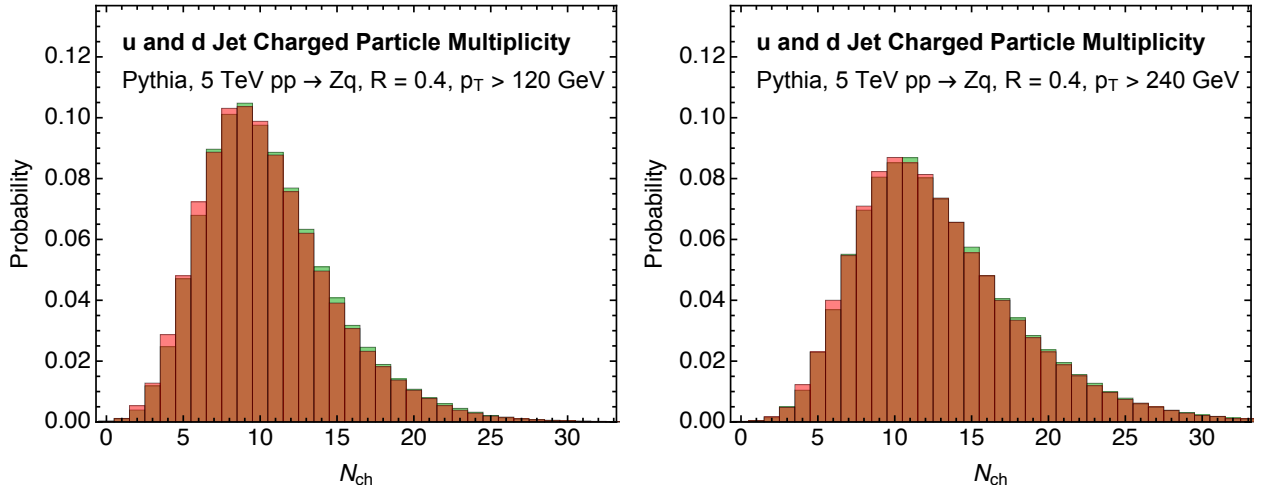 u and d Jet Charged Particle Multiplicity
Pythia, 5 TeV pp → Zq, R = 0.4, pT > 120 GeV
Probability
0.12
0.10
0.08
0.06
0.04
0.02
0.00
0 5 10 15 20 25 30
Nch
u and d Jet Charged Particle Multiplicity
Pythia, 5 TeV pp → Zq, R = 0.4, pT > 240 GeV
Probability
0.12
0.10
0.08
0.06
0.04
0.02
0.00
0 5 10 15 20 25 30
Nch